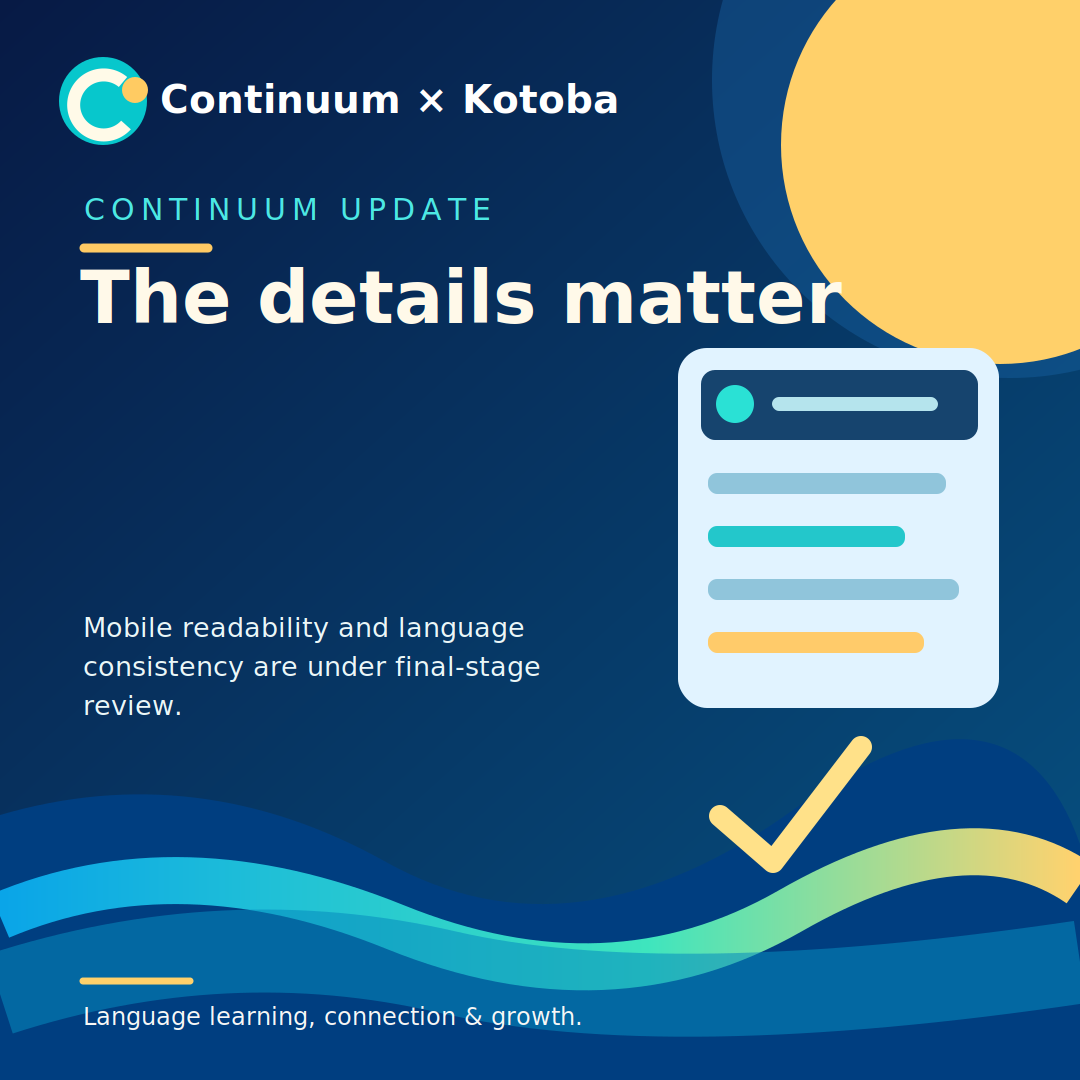 Continuum × Kotoba
CONTINUUM UPDATE
The details matter
Mobile readability and language
consistency are under final-stage
review.
Language learning, connection & growth.